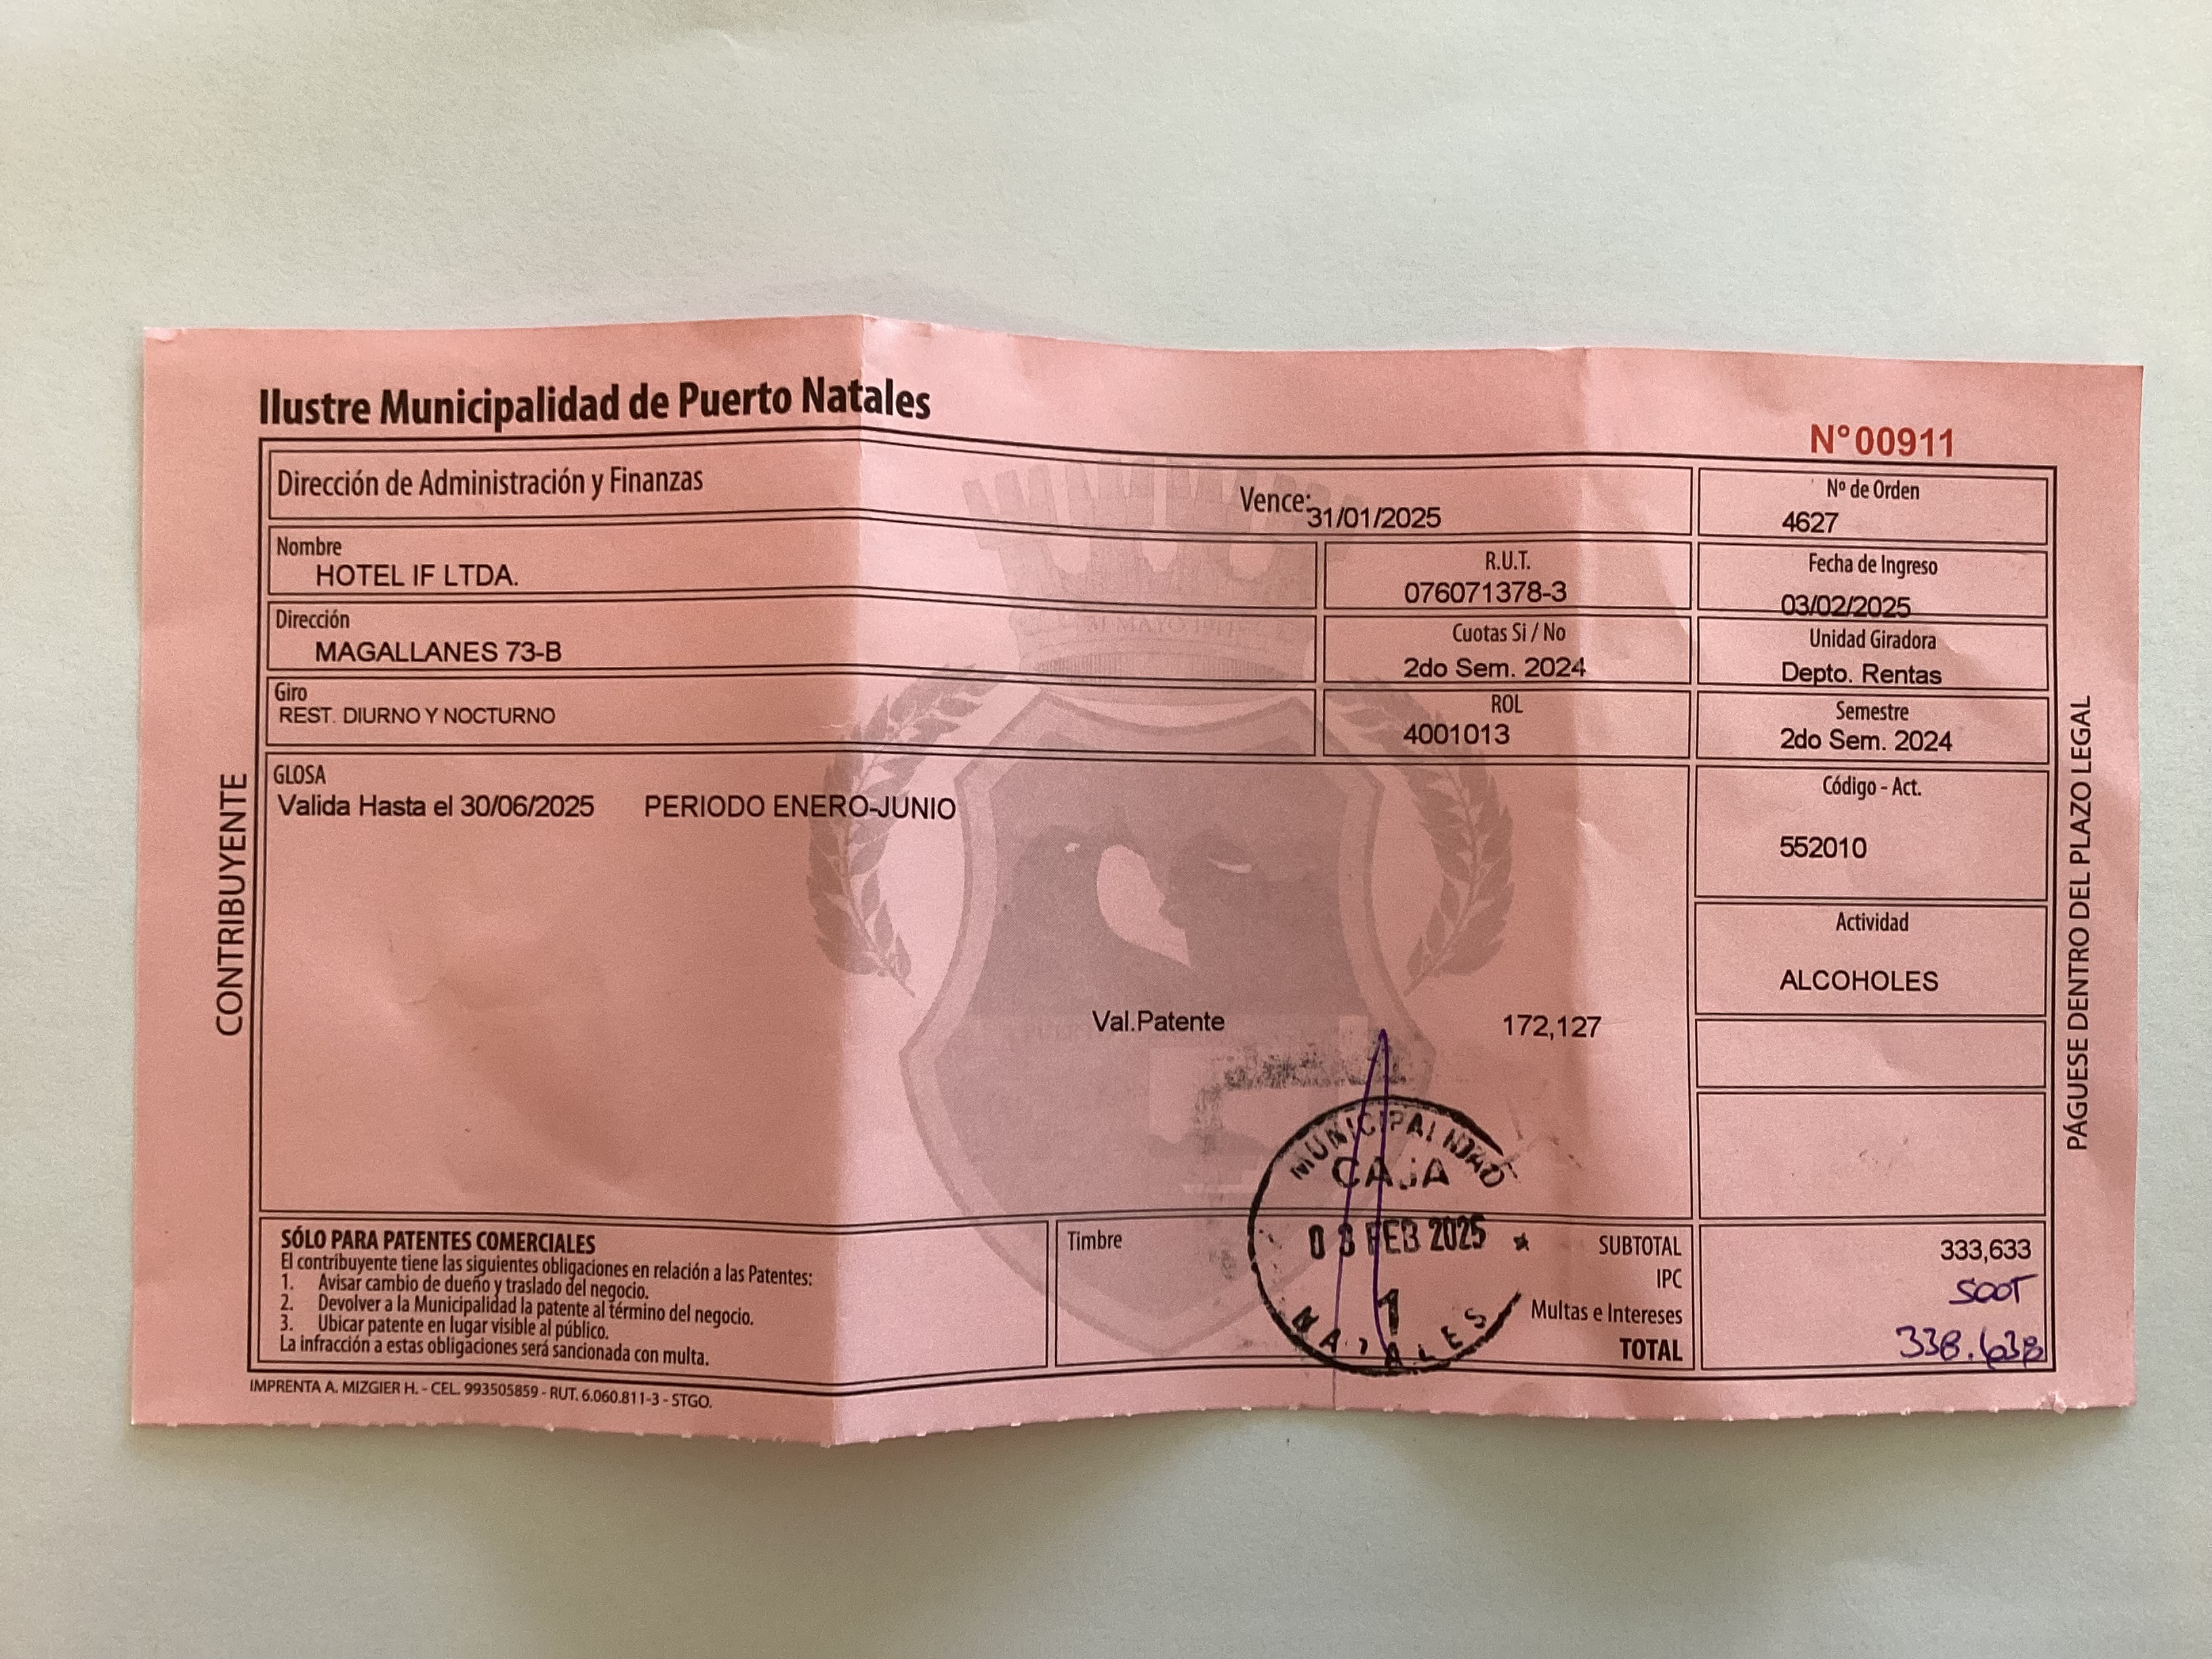 Ilustre Municipalidad de Puerto Natales
N° 00911
Dirección de Administración y Finanzas
Vence: 31/01/2025
Nº de Orden
4627
Nombre
HOTEL IF LTDA.
R.U.T.
076071378-3
Fecha de Ingreso
03/02/2025
Dirección
MAGALLANES 73-B
Cuotas Si / No
2do Sem. 2024
Unidad Giradora
Depto. Rentas
Giro
REST. DIURNO Y NOCTURNO
ROL
4001013
Semestre
2do Sem. 2024
GLOSA
Valida Hasta el 30/06/2025 PERIODO ENERO-JUNIO
Código - Act.
552010
Actividad
ALCOHOLES
Val.Patente 172,127
CONTRIBUYENTE
PÁGUESE DENTRO DEL PLAZO LEGAL
SÓLO PARA PATENTES COMERCIALES
El contribuyente tiene las siguientes obligaciones en relación a las Patentes:
1. Avisar cambio de dueño y traslado del negocio.
2. Devolver a la Municipalidad la patente al término del negocio.
3. Ubicar patente en lugar visible al público.
La infracción a estas obligaciones será sancionada con multa.
Timbre
MUNICIPALIDAD
CAJA
03 FEB 2025
1
NATALES
SUBTOTAL 333,633
IPC
Multas e Intereses
TOTAL 338.638
IMPRENTA A. MIZGIER H. - CEL. 993505859 - RUT. 6.060.811-3 - STGO.